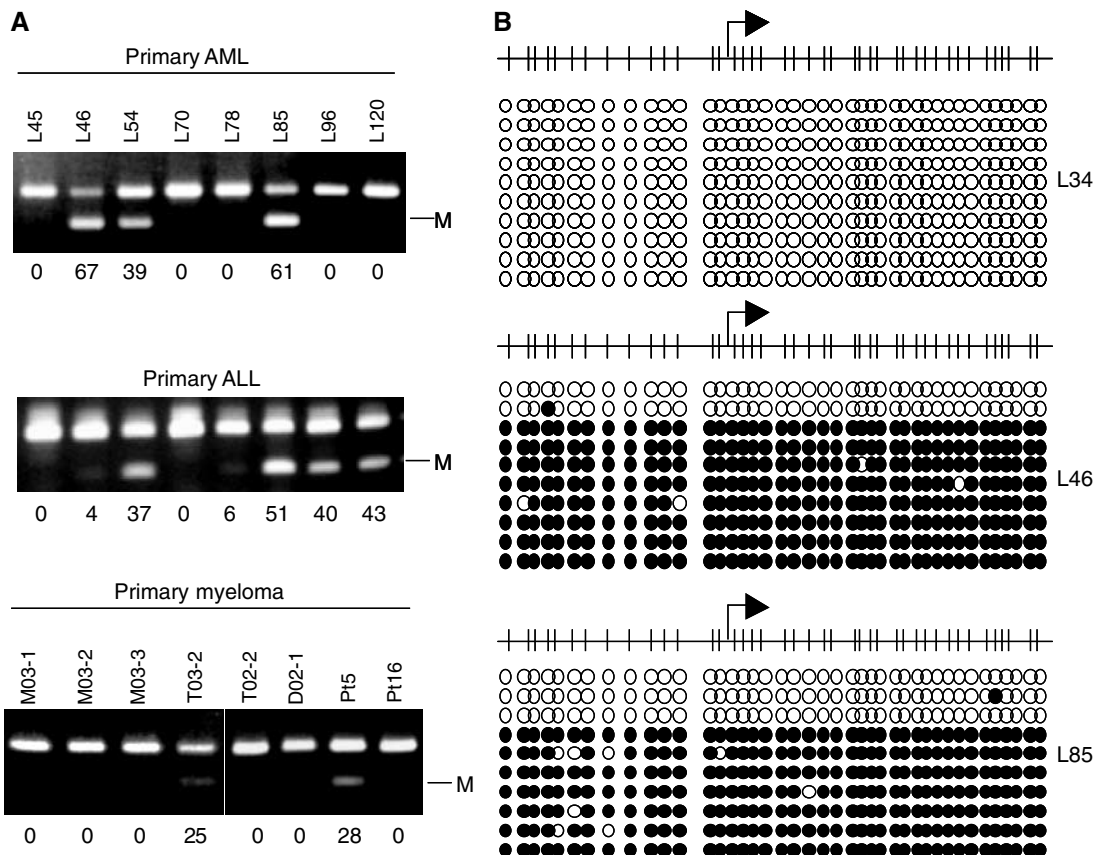 A
Primary AML
L45 L46 L54 L70 L78 L85 L96 L120
M
0 67 39 0 0 61 0 0
Primary ALL
M
0 4 37 0 6 51 40 43
Primary myeloma
M03-1 M03-2 M03-3 T03-2 T02-2 D02-1 Pt5 Pt16
M
0 0 0 25 0 0 28 0
B
L34
L46
L85